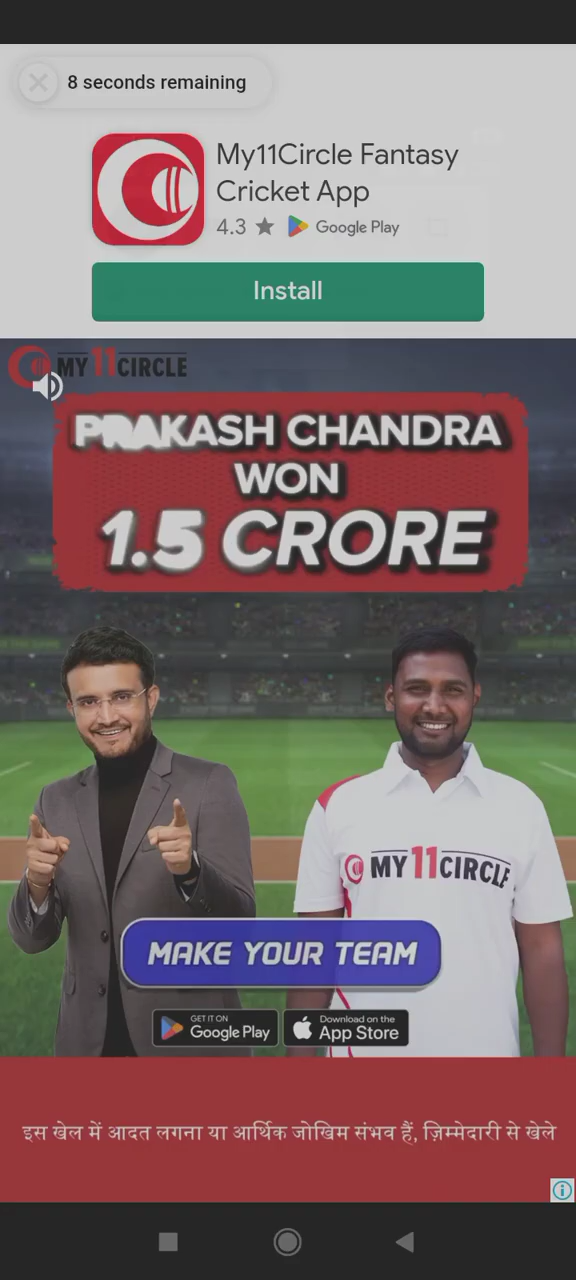 8 seconds remaining
My11Circle Fantasy
Cricket App
4.3 ★ Google Play
Install
MY11CIRCLE
PRAKASH CHANDRA
WON
1.5 CRORE
MY11CIRCLE
MAKE YOUR TEAM
GET IT ON
Google Play
Download on the
App Store
इस खेल में आदत लगना या आर्थिक जोखिम संभव हैं, ज़िम्मेदारी से खेले